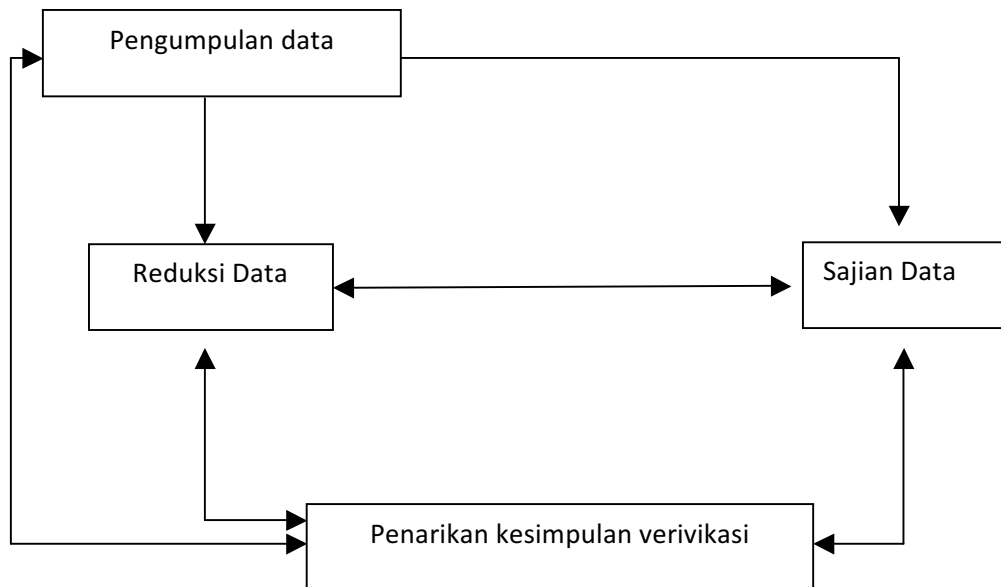 Pengumpulan data
Reduksi Data
Sajian Data
Penarikan kesimpulan verivikasi